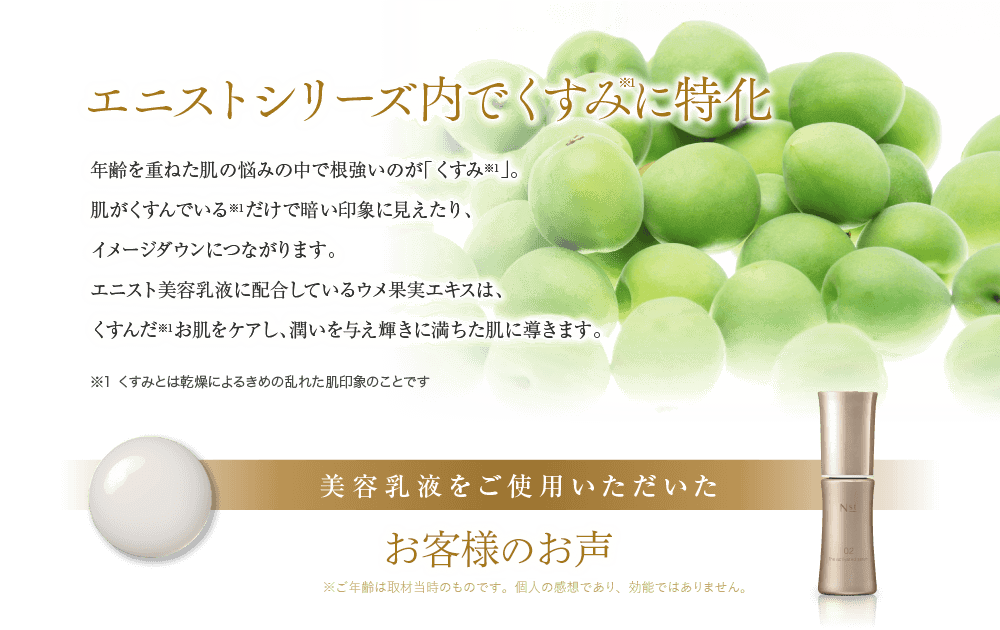 エニストシリーズ内でくすみ※1に特化
年齢を重ねた肌の悩みの中で根強いのが「くすみ※1」。
肌がくすんでいる※1だけで暗い印象に見えたり、
イメージダウンにつながります。
エニスト美容乳液に配合しているウメ果実エキスは、
くすんだ※1お肌をケアし、潤いを与え輝きに満ちた肌に導きます。
※1 くすみとは乾燥によるきめの乱れた肌印象のことです
美容乳液をご使用いただいた
お客様のお声
※ご年齢は取材当時のものです。個人の感想であり、効能ではありません。
02